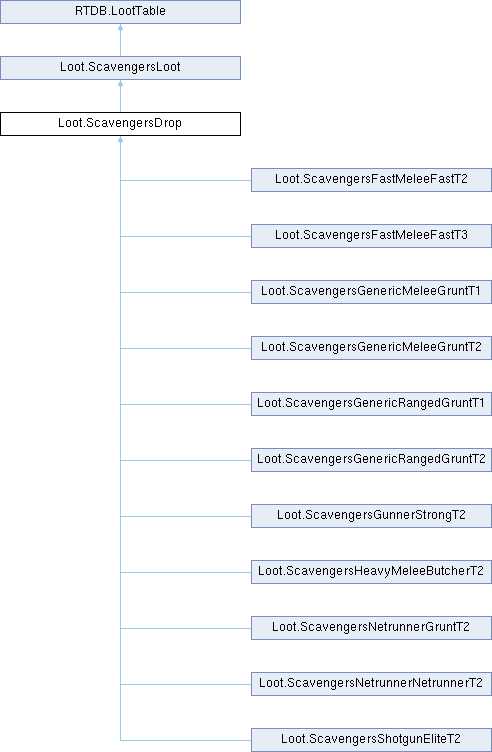 RTDB.LootTable
Loot.ScavengersLoot
Loot.ScavengersDrop
Loot.ScavengersFastMeleeFastT2
Loot.ScavengersFastMeleeFastT3
Loot.ScavengersGenericMeleeGruntT1
Loot.ScavengersGenericMeleeGruntT2
Loot.ScavengersGenericRangedGruntT1
Loot.ScavengersGenericRangedGruntT2
Loot.ScavengersGunnerStrongT2
Loot.ScavengersHeavyMeleeButcherT2
Loot.ScavengersNetrunnerGruntT2
Loot.ScavengersNetrunnerNetrunnerT2
Loot.ScavengersShotgunEliteT2